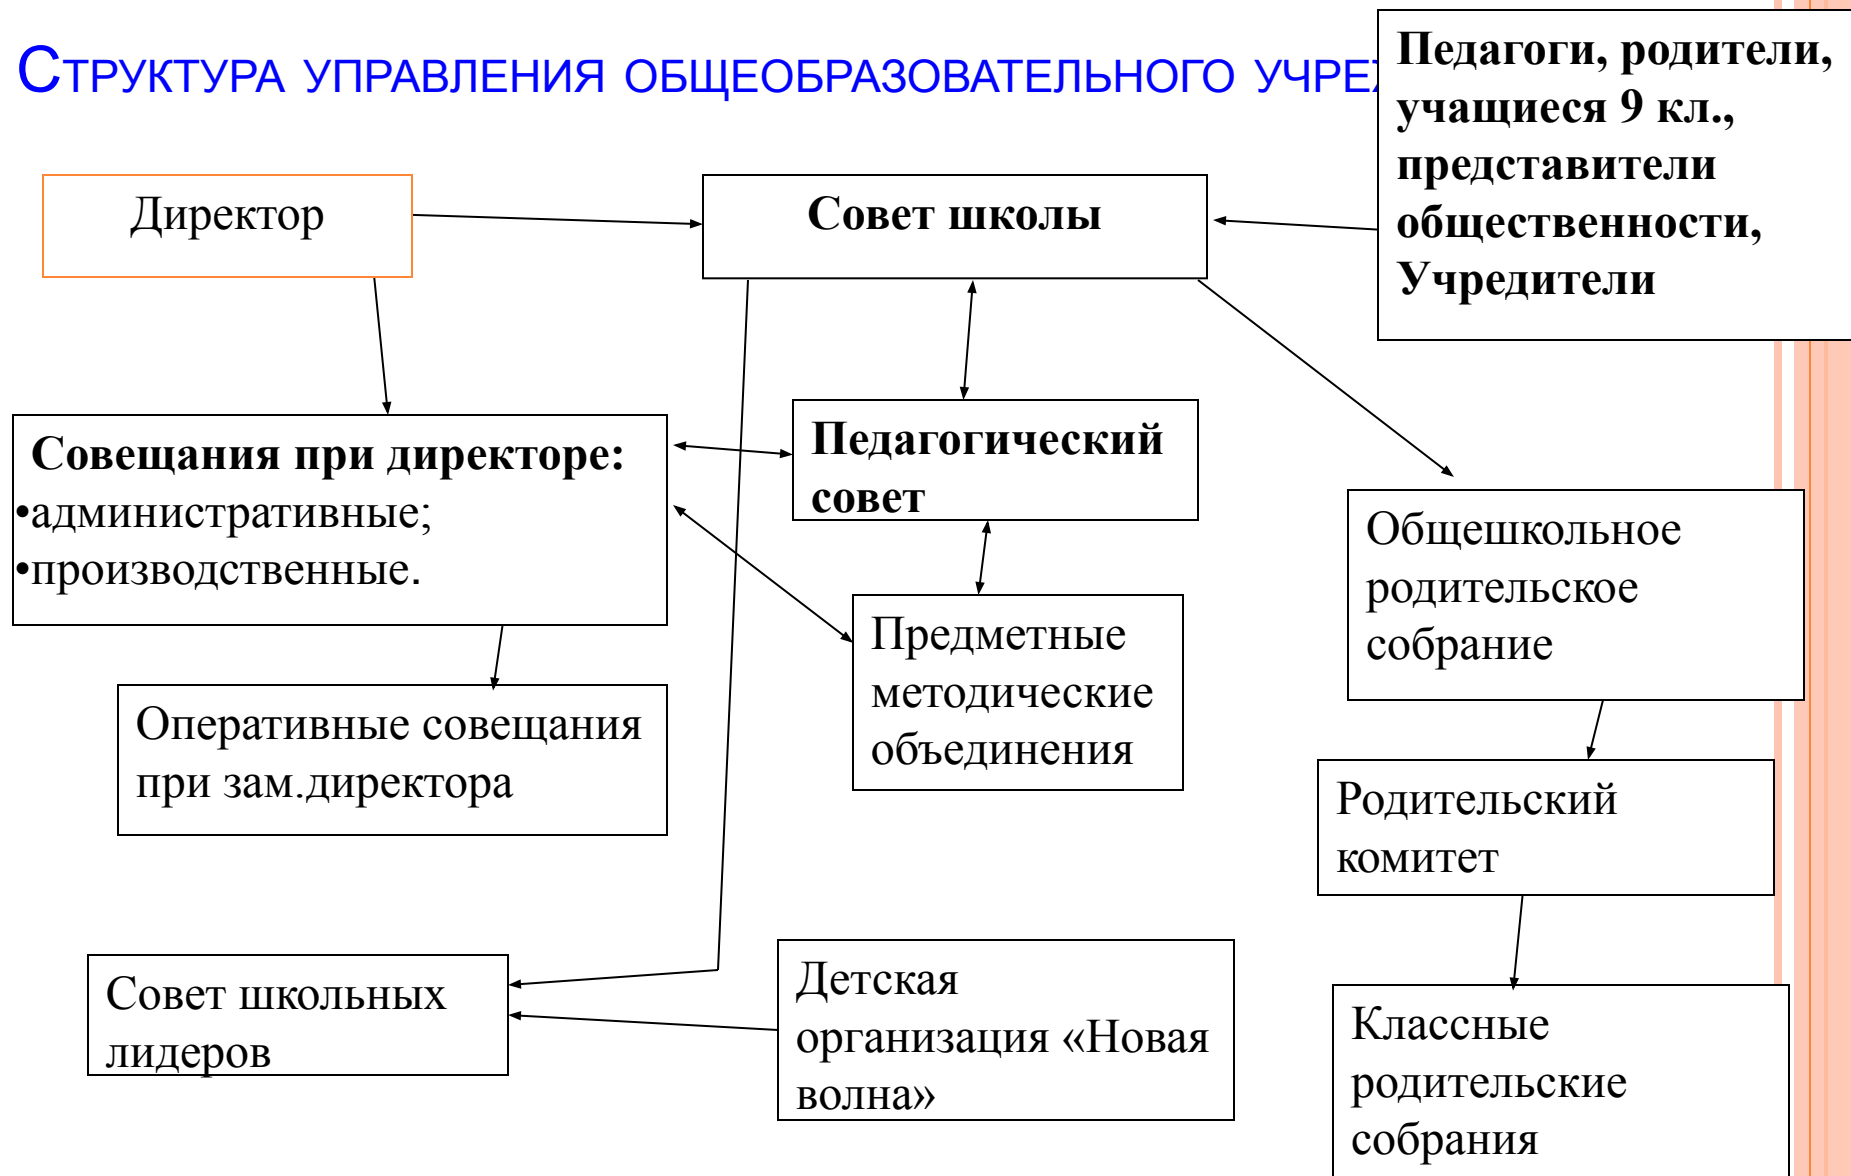 Структура управления общеобразовательного
Педагоги, родители,
учащиеся 9 кл.,
представители
общественности,
Учредители
Директор
Совет школы
Совещания при директоре:
•административные;
•производственные.
Педагогический
совет
Общешкольное
родительское
собрание
Предметные
методические
объединения
Оперативные совещания
при зам.директора
Родительский
комитет
Совет школьных
лидеров
Детская
организация «Новая
волна»
Классные
родительские
собрания